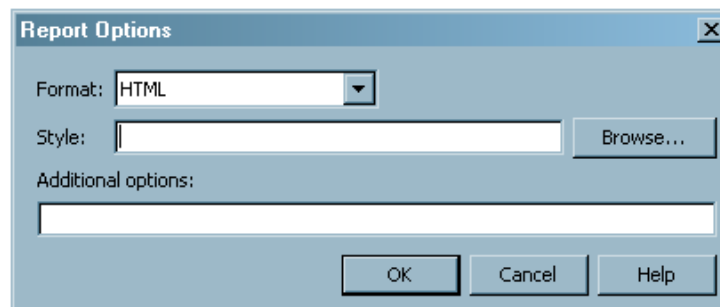 Report Options
Format: HTML
Style: Browse...
Additional options:
OK Cancel Help